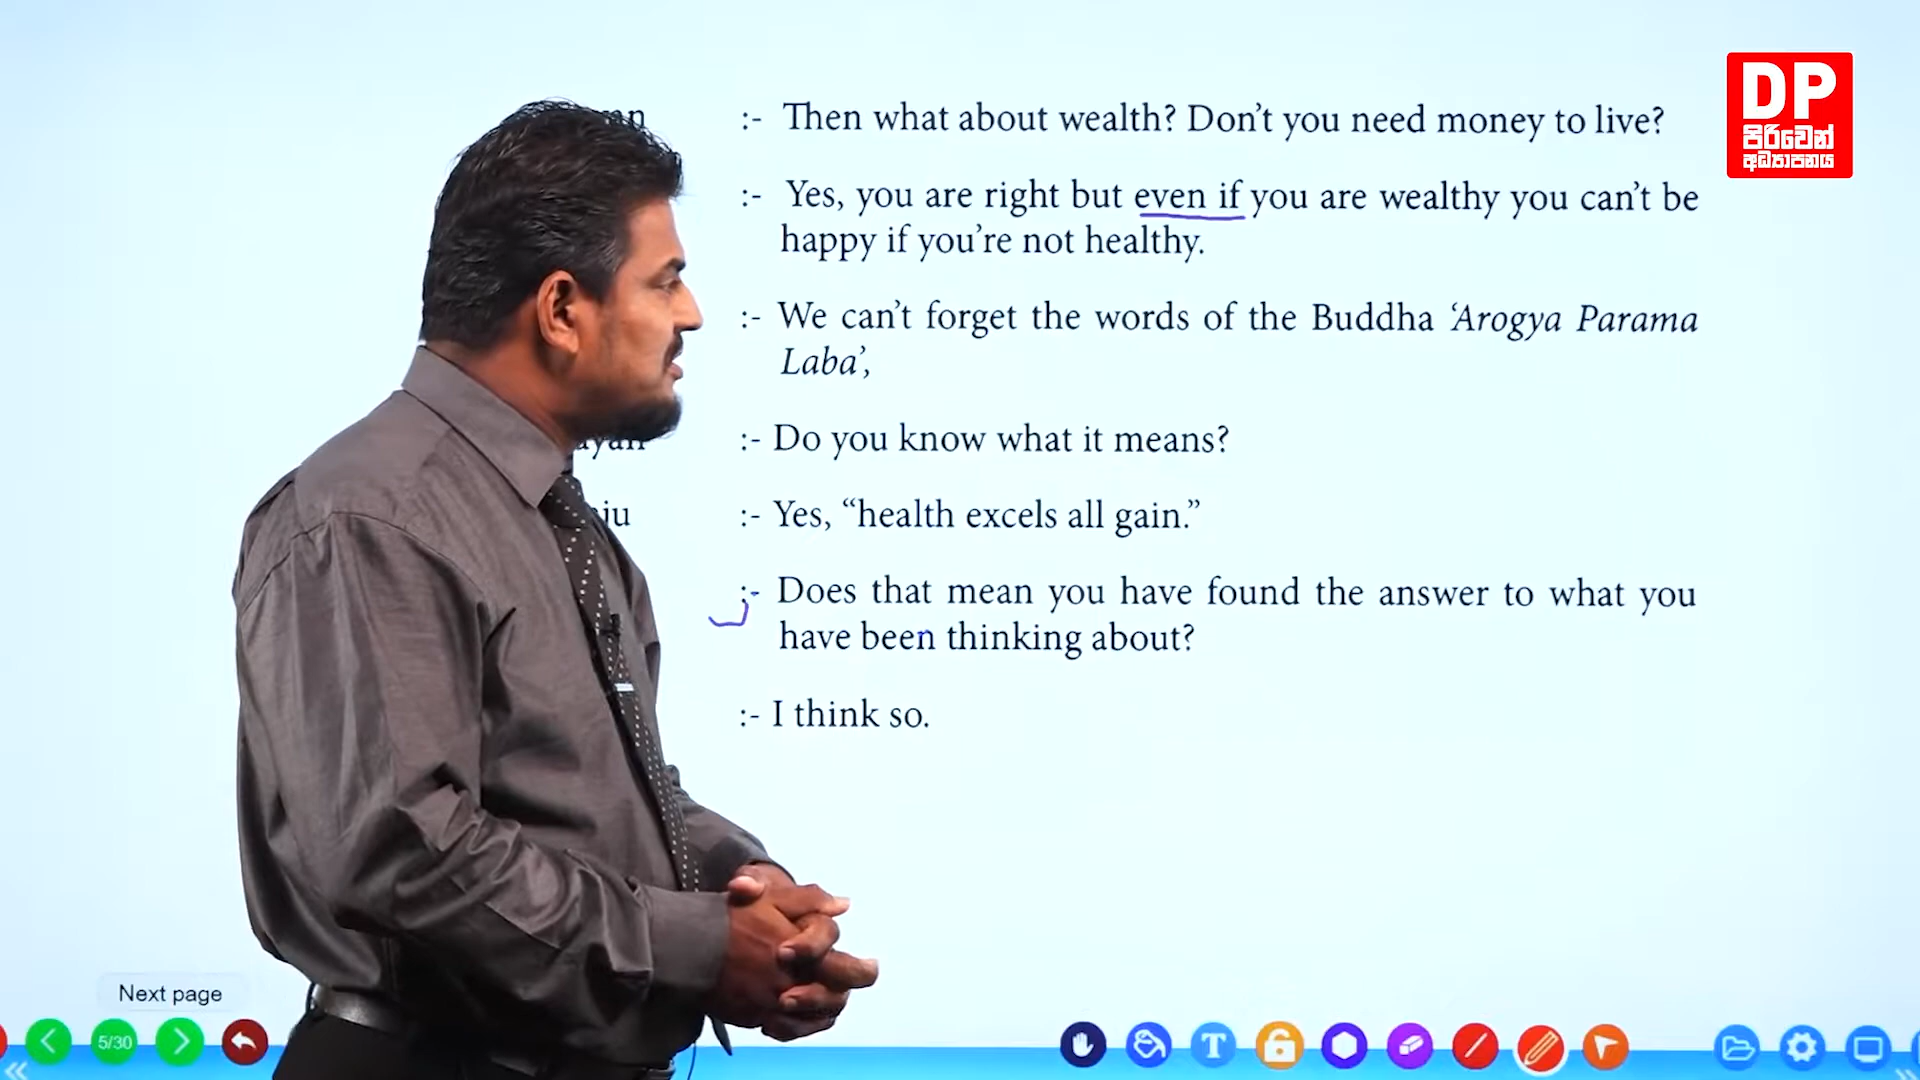 DP
පිරිවෙන්
අධ්‍යාපනය
:- Then what about wealth? Don't you need money to live?
:- Yes, you are right but even if you are wealthy you can't be
happy if you're not healthy.
:- We can't forget the words of the Buddha 'Arogya Parama
Laba',
:- Do you know what it means?
:- Yes, “health excels all gain.”
:- Does that mean you have found the answer to what you
have been thinking about?
:- I think so.
Next page
5/30
T